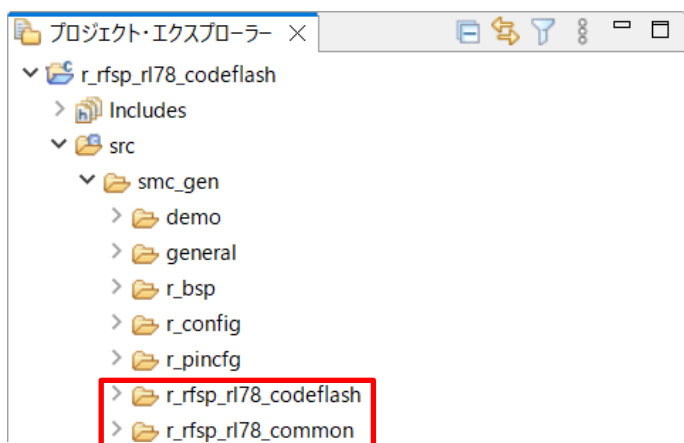 プロジェクト・エクスプローラー
r_rfsp_rl78_codeflash
Includes
src
smc_gen
demo
general
r_bsp
r_config
r_pincfg
r_rfsp_rl78_codeflash
r_rfsp_rl78_common